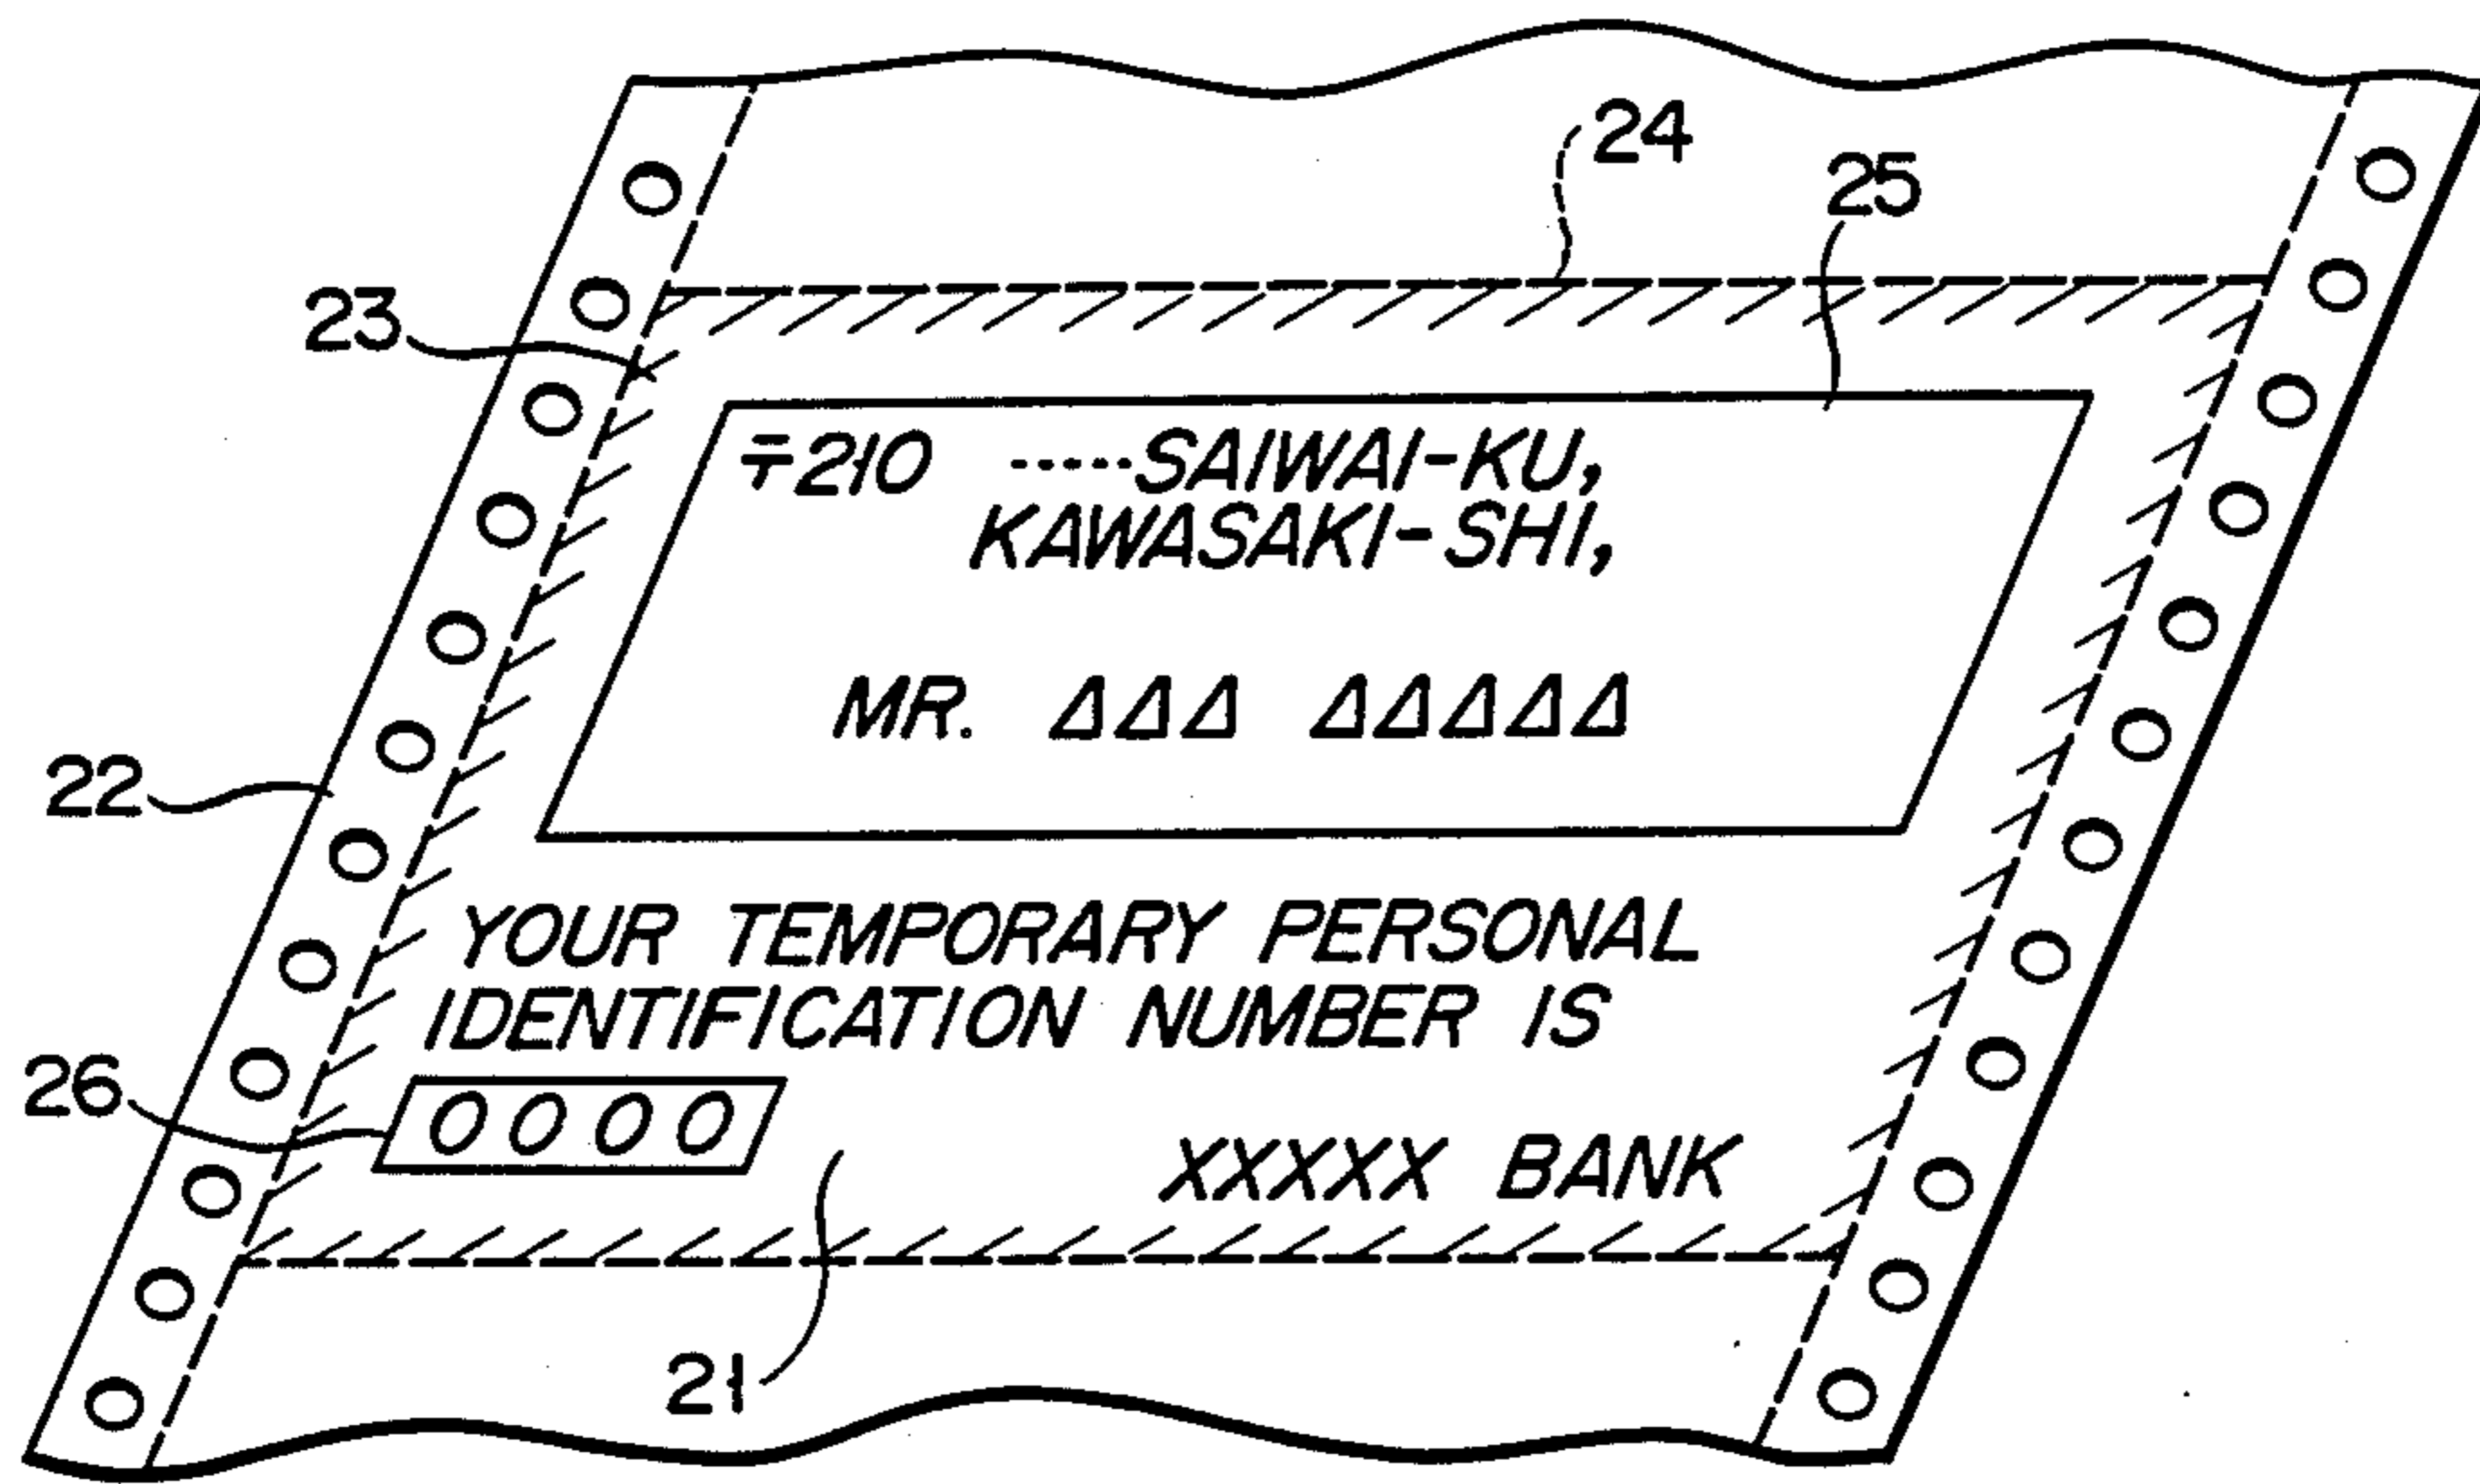 24
25
23
〒210 -----SAIWAI-KU,
KAWASAKI-SHI,
MR. ΔΔΔ ΔΔΔΔΔ
22
YOUR TEMPORARY PERSONAL
IDENTIFICATION NUMBER IS
26
0000
XXXXX BANK
21